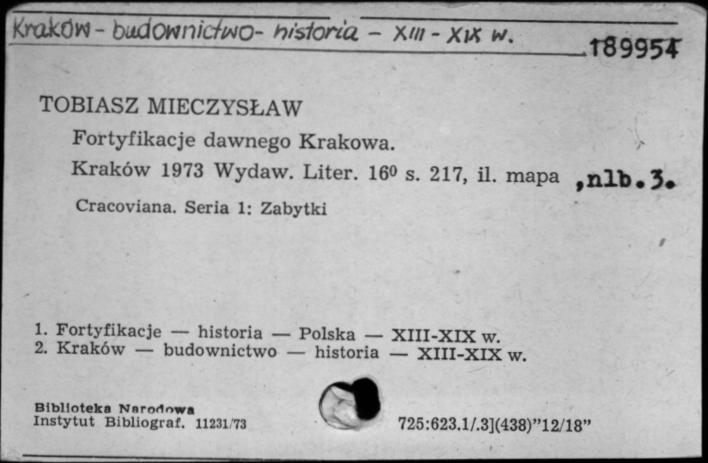 Kraków - budownictwo - historia - XIII - XIX w.
189954
TOBIASZ MIECZYSŁAW
Fortyfikacje dawnego Krakowa.
Kraków 1973 Wydaw. Liter. 16⁰ s. 217, il. mapa ,nlb.3.
Cracoviana. Seria 1: Zabytki
1. Fortyfikacje — historia — Polska — XIII-XIX w.
2. Kraków — budownictwo — historia — XIII-XIX w.
Biblioteka Narodowa
Instytut Bibliograf. 11231/73
725:623.1/.3](438)”12/18”